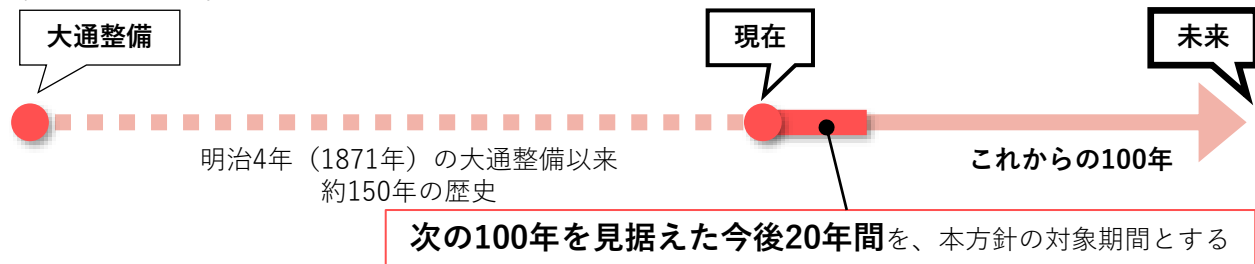 大通整備
現在
未来
明治4年（1871年）の大通整備以来
約150年の歴史
これからの100年
次の100年を見据えた今後20年間を、本方針の対象期間とする